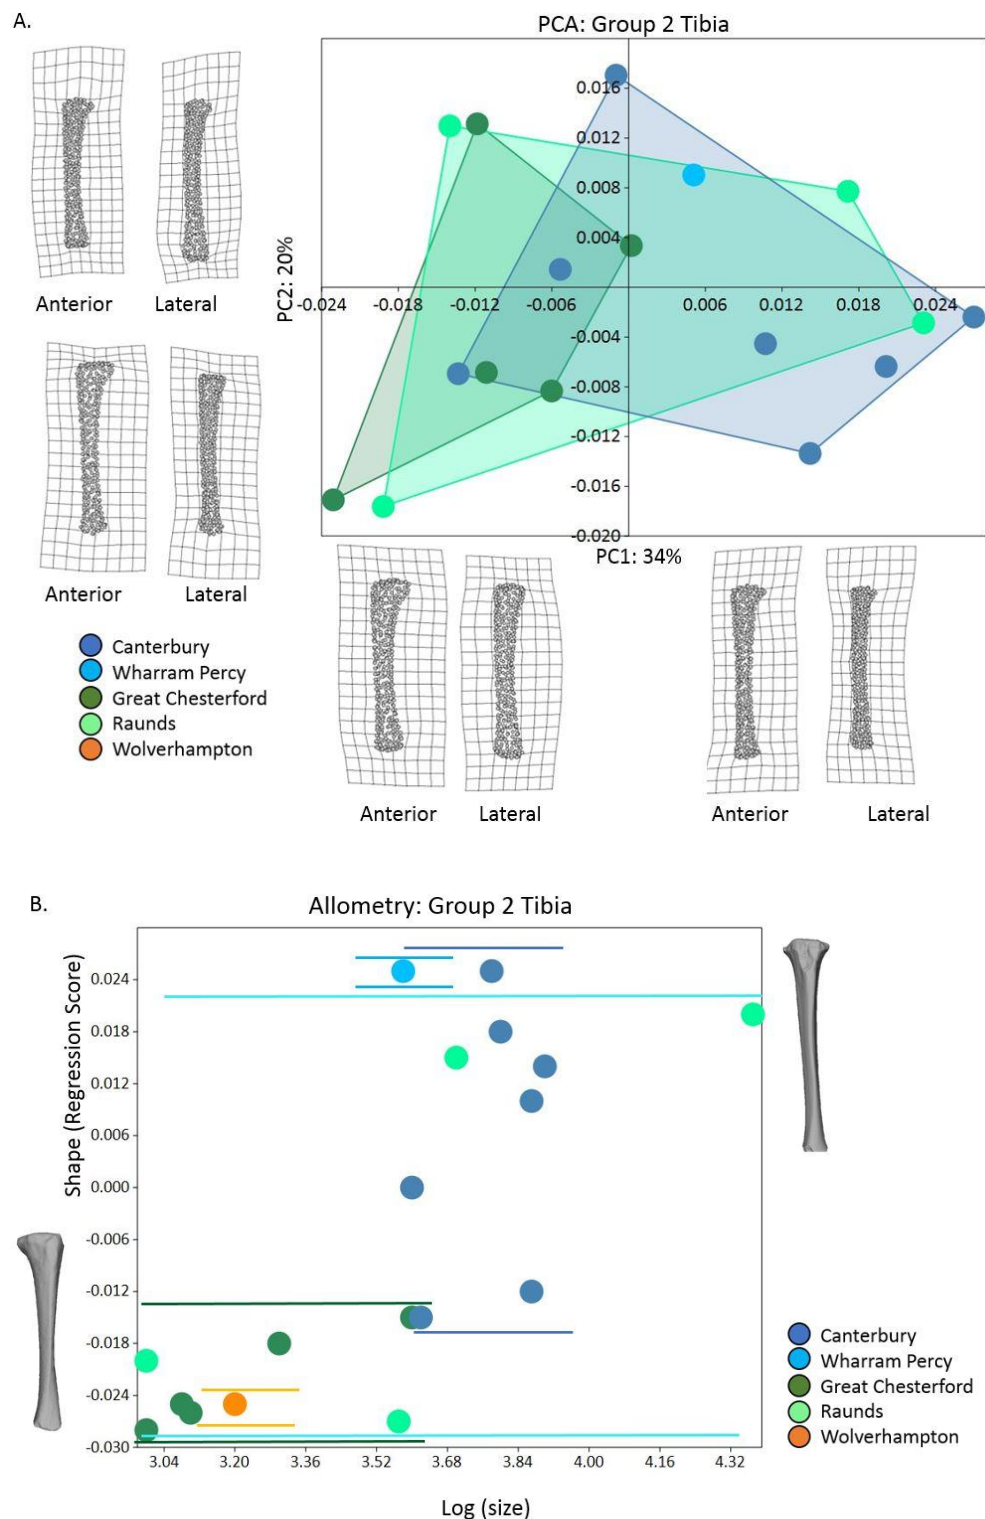 A.
PCA: Group 2 Tibia
0.016
0.012
0.008
0.004
-0.024 -0.018 -0.012 -0.006 0.006 0.012 0.018 0.024
-0.004
-0.008
-0.012
-0.016
-0.020
PC2: 20%
PC1: 34%
Anterior Lateral
Anterior Lateral
Canterbury
Wharram Percy
Great Chesterford
Raunds
Wolverhampton
Anterior Lateral Anterior Lateral
B.
Allometry: Group 2 Tibia
Shape (Regression Score)
0.024
0.018
0.012
0.006
0.000
-0.006
-0.012
-0.018
-0.024
-0.030
3.04 3.20 3.36 3.52 3.68 3.84 4.00 4.16 4.32
Log (size)
Canterbury
Wharram Percy
Great Chesterford
Raunds
Wolverhampton